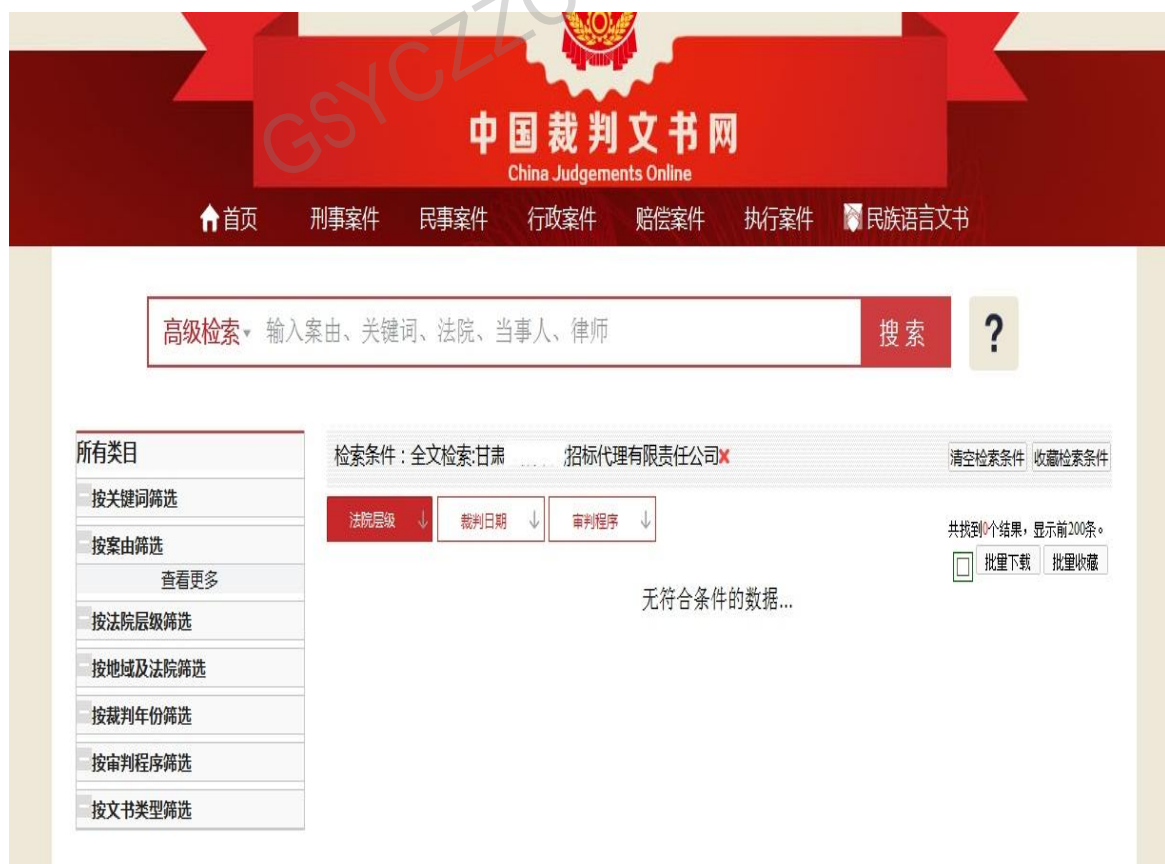 GSYCZZ
中国裁判文书网
China Judgements Online
首页 刑事案件 民事案件 行政案件 赔偿案件 执行案件 民族语言文书
高级检索 输入案由、关键词、法院、当事人、律师 搜索 ?
所有类目
按关键词筛选
按案由筛选
查看更多
按法院层级筛选
按地域及法院筛选
按裁判年份筛选
按审判程序筛选
按文书类型筛选
检索条件：全文检索:甘肃 招标代理有限责任公司
清空检索条件 收藏检索条件
法院层级 裁判日期 审判程序
共找到0个结果，显示前200条。
批量下载 批量收藏
无符合条件的数据...